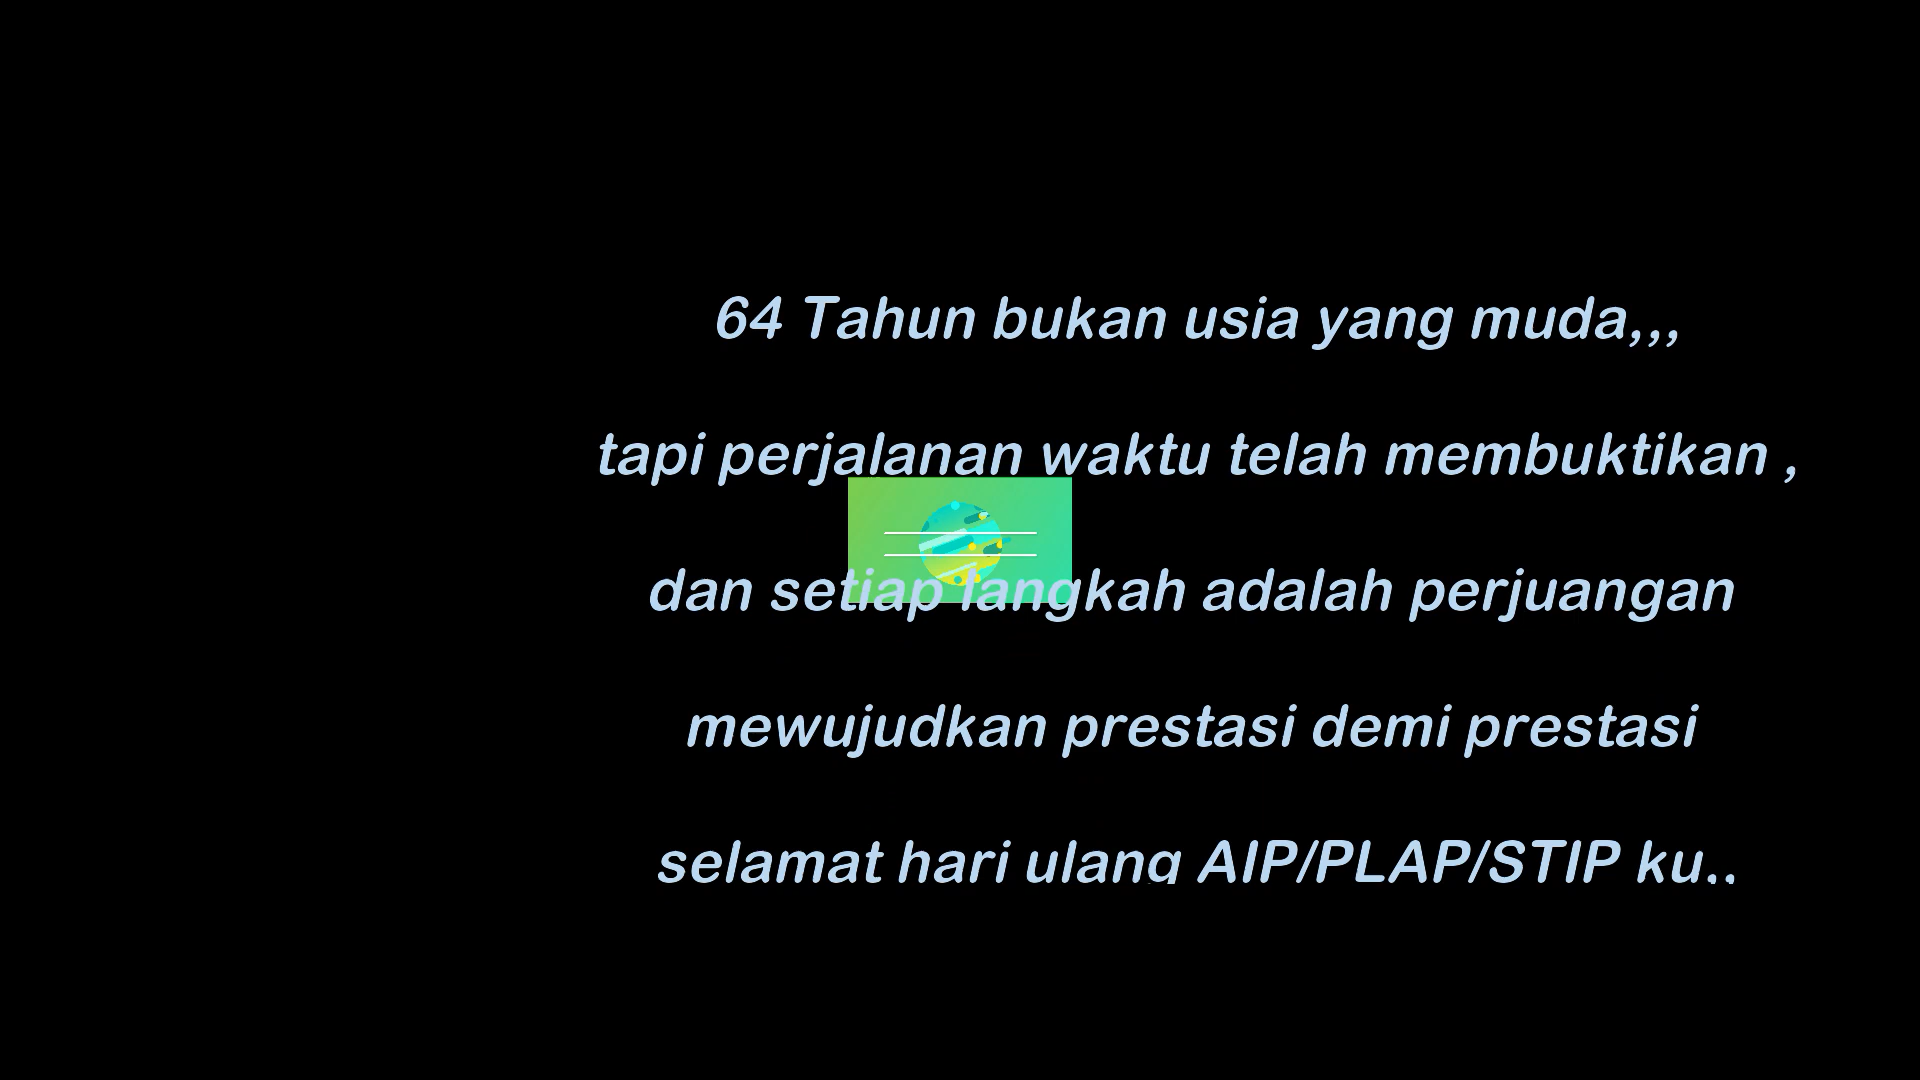 64 Tahun bukan usia yang muda,,,
tapi perjalanan waktu telah membuktikan ,
dan setiap langkah adalah perjuangan
mewujudkan prestasi demi prestasi
selamat hari ulang AIP/PLAP/STIP ku..